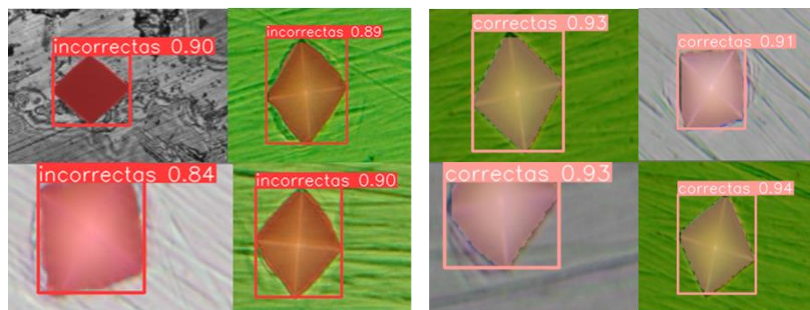 incorrectas 0.90
incorrectas 0.89
incorrectas 0.84
incorrectas 0.90
correctas 0.93
correctas 0.91
correctas 0.93
correctas 0.94